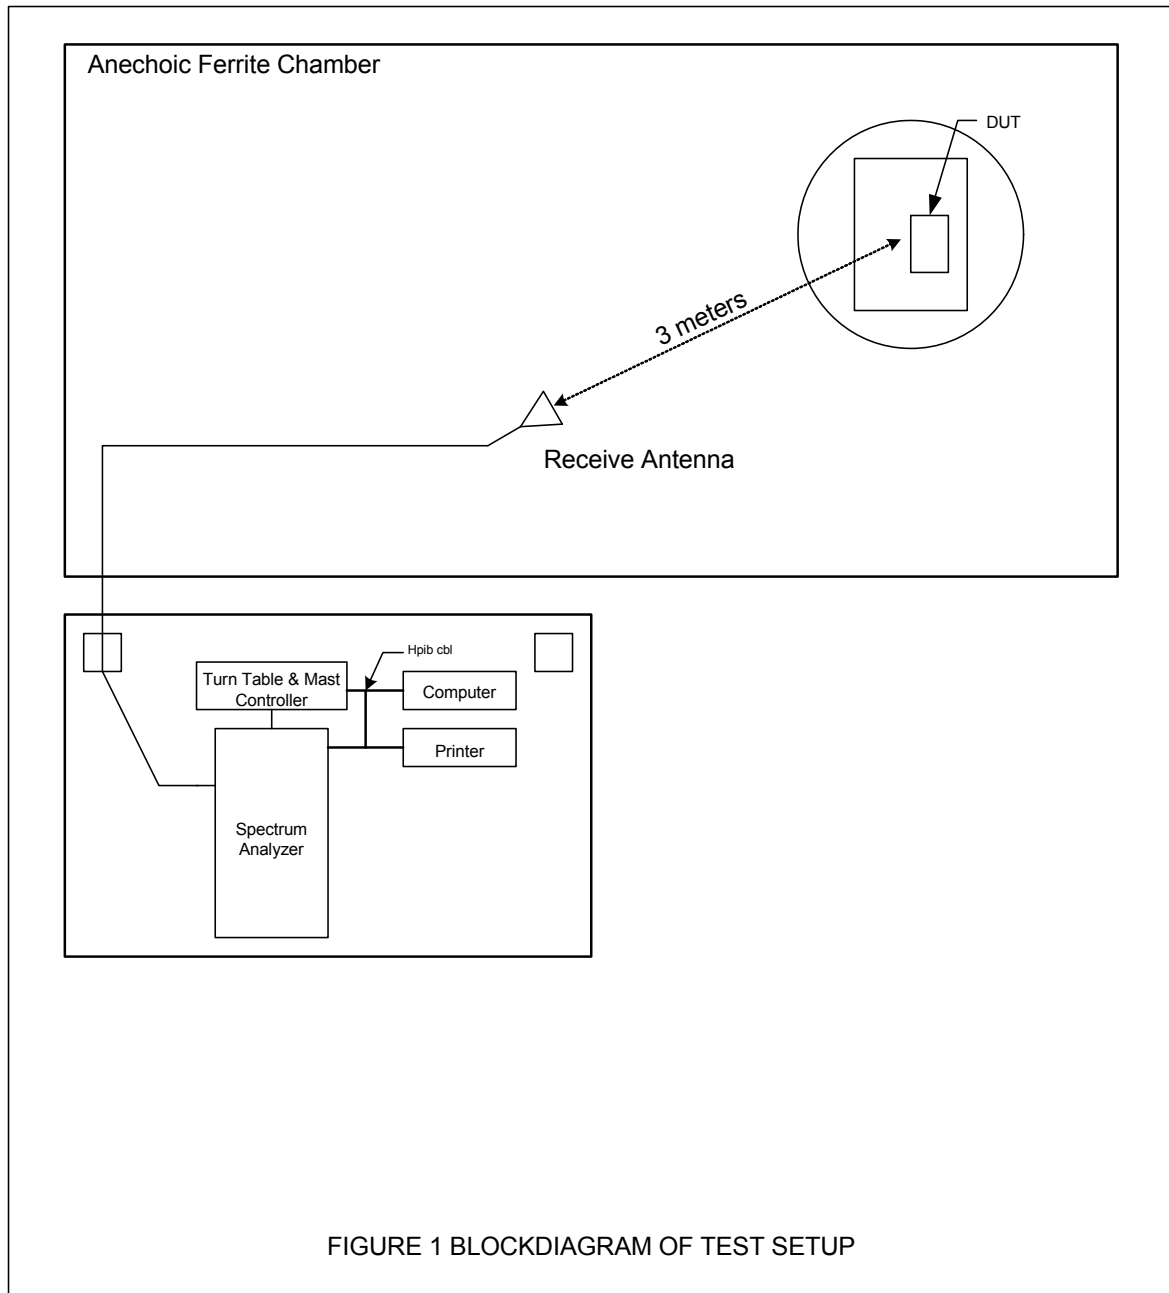 Anechoic Ferrite Chamber
DUT
3 meters
Receive Antenna
Hpib cbl
Turn Table & Mast
Controller
Computer
Printer
Spectrum
Analyzer
FIGURE 1 BLOCKDIAGRAM OF TEST SETUP